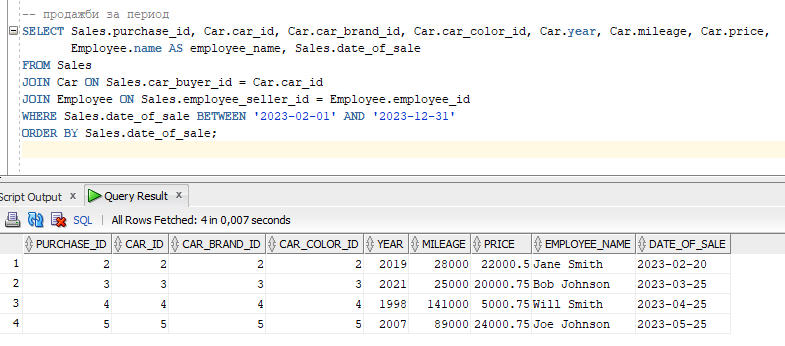 -- продажби за период
SELECT Sales.purchase_id, Car.car_id, Car.car_brand_id, Car.car_color_id, Car.year, Car.mileage, Car.price,
Employee.name AS employee_name, Sales.date_of_sale
FROM Sales
JOIN Car ON Sales.car_buyer_id = Car.car_id
JOIN Employee ON Sales.employee_seller_id = Employee.employee_id
WHERE Sales.date_of_sale BETWEEN '2023-02-01' AND '2023-12-31'
ORDER BY Sales.date_of_sale;
Script Output x Query Result x
SQL | All Rows Fetched: 4 in 0,007 seconds
PURCHASE_ID CAR_ID CAR_BRAND_ID CAR_COLOR_ID YEAR MILEAGE PRICE EMPLOYEE_NAME DATE_OF_SALE
1 2 2 2 2 2019 28000 22000.5 Jane Smith 2023-02-20
2 3 3 3 3 2021 25000 20000.75 Bob Johnson 2023-03-25
3 4 4 4 4 1998 141000 5000.75 Will Smith 2023-04-25
4 5 5 5 5 2007 89000 24000.75 Joe Johnson 2023-05-25